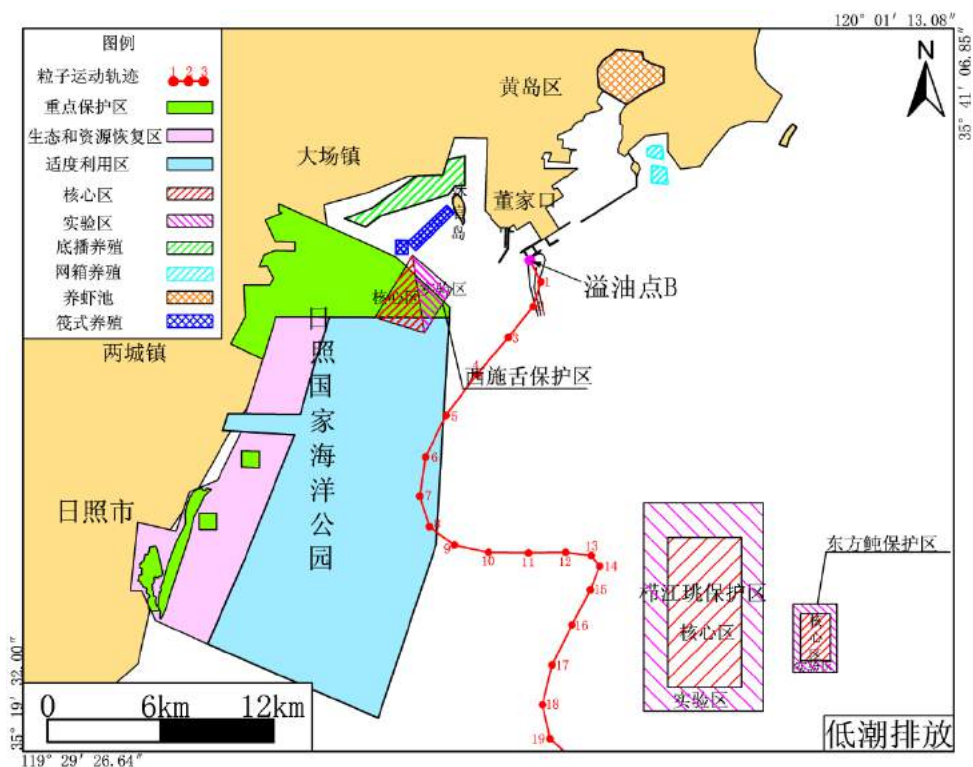 120° 01′ 13.08″
35° 41′ 06.85″
N
图例
粒子运动轨迹
1 2 3
重点保护区
生态和资源恢复区
适度利用区
核心区
实验区
底播养殖
网箱养殖
养虾池
筏式养殖
黄岛区
大场镇
董家口
岛
溢油点B
核心区
实验区
两城镇
西施舌保护区
日照国家海洋公园
日照市
1
3
4
5
6
7
8
9
10
11
12
13
14
15
16
17
18
19
东方鲀保护区
核心区
实验区
栉江珧保护区
核心区
实验区
0 6km 12km
低潮排放
35° 19′ 32.00″
119° 29′ 26.64″